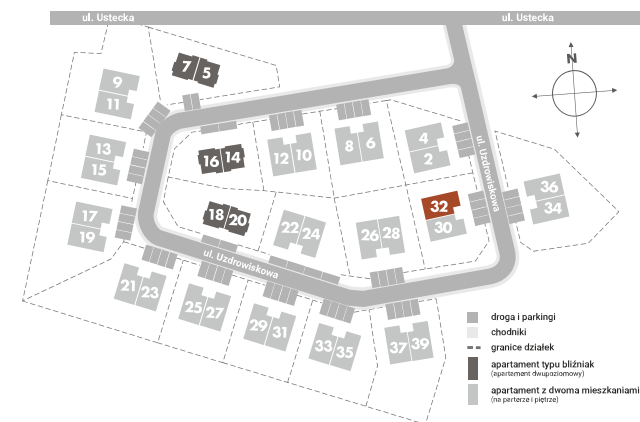 ul. Ustecka
ul. Ustecka
N
7 5
9
11
13
15
17
19
16 14
12 10
8 6
4
2
ul. Uzdrowiskowa
36
34
32
30
18 20
22 24
26 28
ul. Uzdrowiskowa
21 23
25 27
29 31
33 35
37 39
droga i parkingi
chodniki
granice działek
apartament typu bliźniak
(apartament dwupoziomowy)
apartament z dwoma mieszkaniami
(na parterze i piętrze)